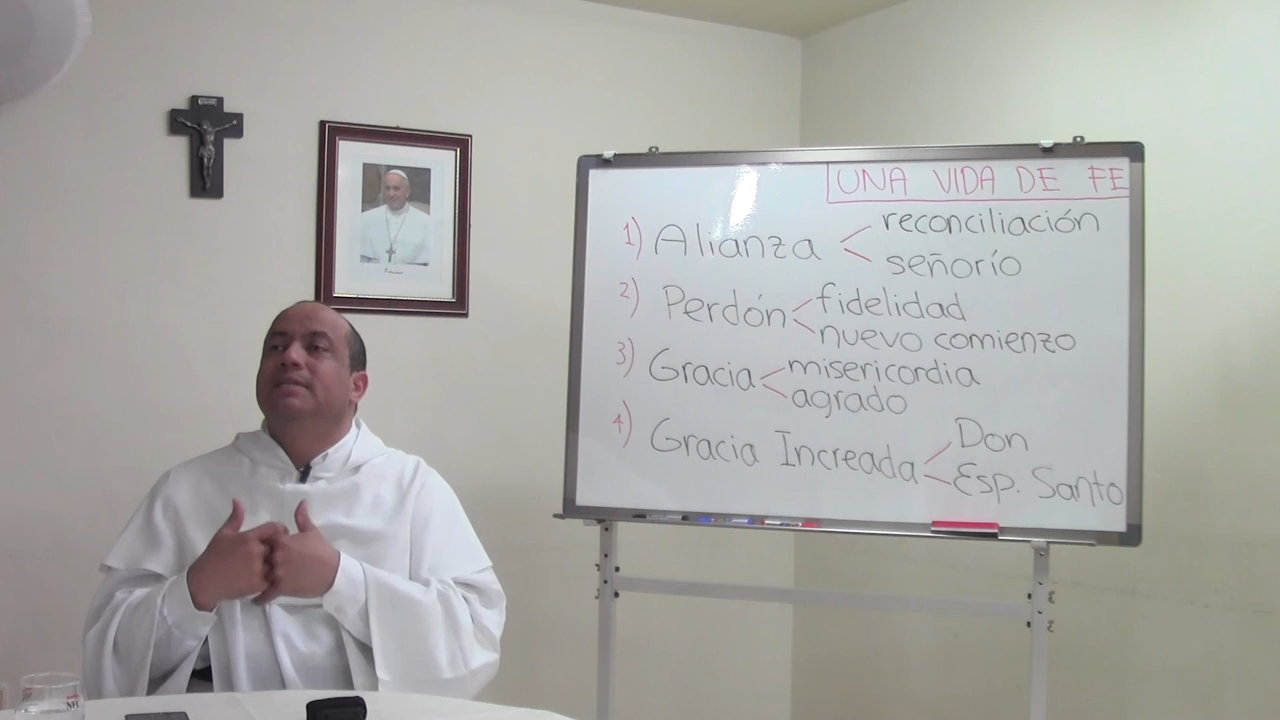 UNA VIDA DE FE
1) Alianza < reconciliación
señorío
2) Perdón < fidelidad
nuevo comienzo
3) Gracia < misericordia
agrado
4) Gracia Increada < Don
Esp. Santo